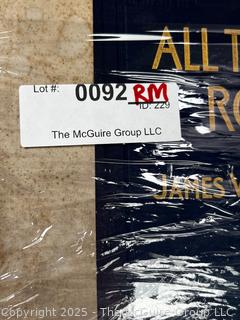 ALL T
Lot #: 0092 RM
RO
ID: 229
The McGuire Group LLC
JAMES
Copyright 2025 - The McGuire Group LLC